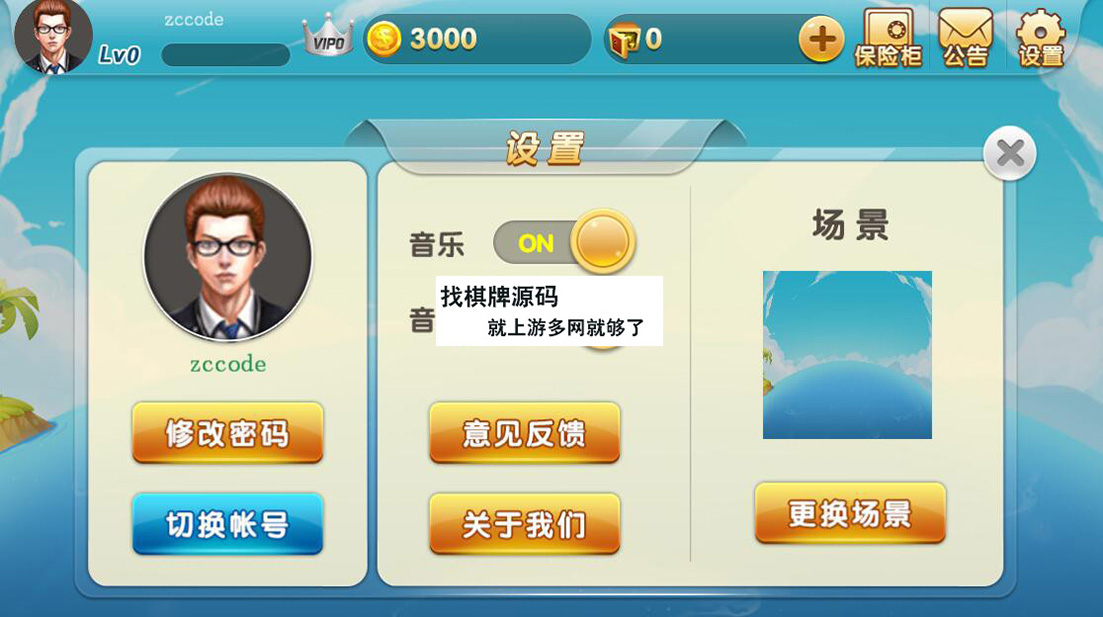 zccode
Lv0
VIP0
3000
0
保险柜
公告
设置
设置
音乐
ON
音
找棋牌源码
就上游多网就够了
zccode
修改密码
切换帐号
意见反馈
关于我们
场景
更换场景